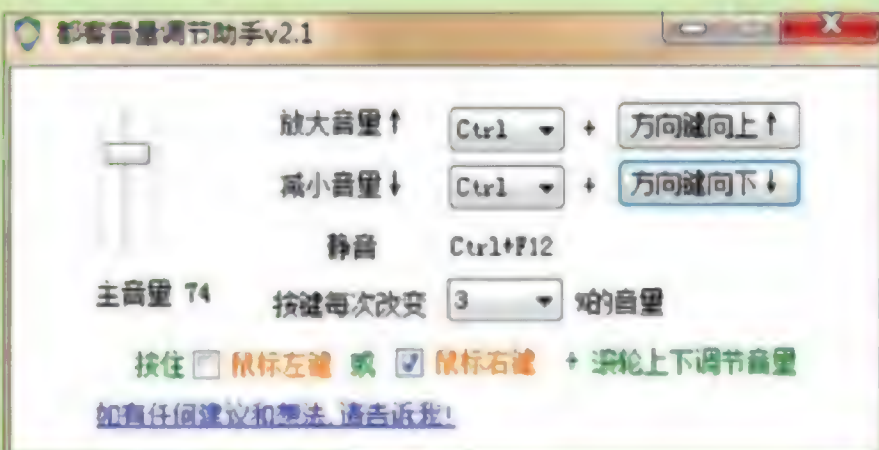 都客音量调节助手v2.1
放大音量↑ Ctrl + 方向键向上↑
减小音量↓ Ctrl + 方向键向下↓
静音 Ctrl+F12
主音量 74 按键每次改变 3 %的音量
按住 鼠标左键 或 鼠标右键 + 滚轮上下调节音量
如有任何建议和想法,请告诉我!